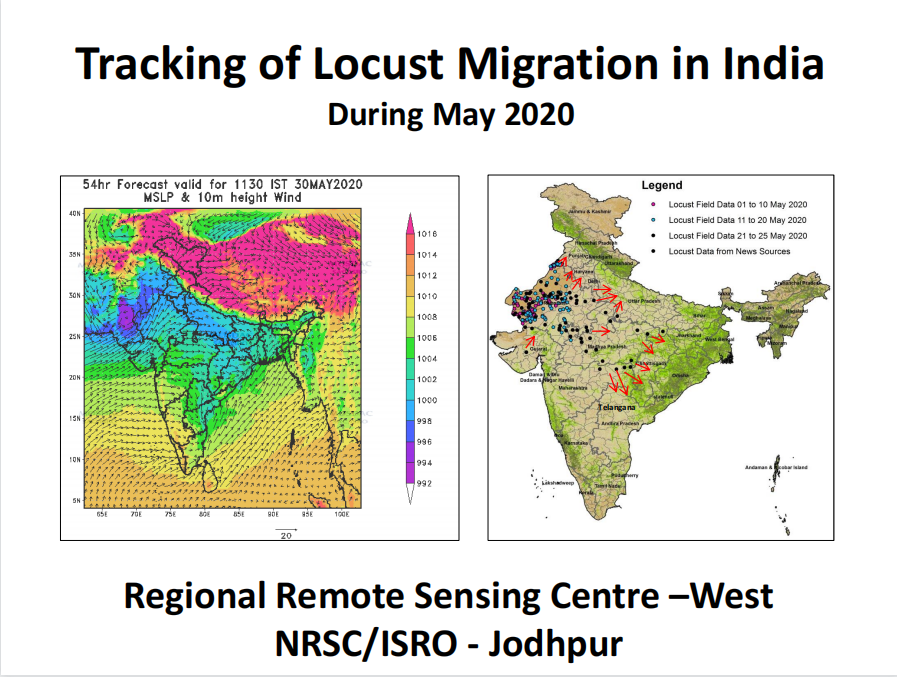 Tracking of Locust Migration in India
During May 2020
54hr Forecast valid for 1130 IST 30MAY2020
MSLP & 10m height Wind
40N
35N
30N
25N
20N
15N
10N
5N
65E 70E 75E 80E 85E 90E 95E 100E
20
1016
1014
1012
1010
1008
1006
1004
1002
1000
998
996
994
992
Legend
Locust Field Data 01 to 10 May 2020
Locust Field Data 11 to 20 May 2020
Locust Field Data 21 to 25 May 2020
Locust Data from News Sources
Jammu & Kashmir
Himachal Pradesh
Punjab Chandigarh
Uttarakhand
Haryana
Delhi
Arunachal Pradesh
Uttar Pradesh
Sikkim
Assam
Nagaland
Meghalaya
Bihar
Manipur
Mizoram
Jharkhand
West Bengal
Gujarat
Madhya Pradesh
Chhattisgarh
Daman & Diu
Dadara & Nagar Haveli
Odisha
Maharashtra
Telangana
Andhra Pradesh
Goa
Karnataka
Andaman & Nicobar Island
Puducherry
Lakshadweep
Tamil Nadu
Kerala
Regional Remote Sensing Centre –West
NRSC/ISRO - Jodhpur